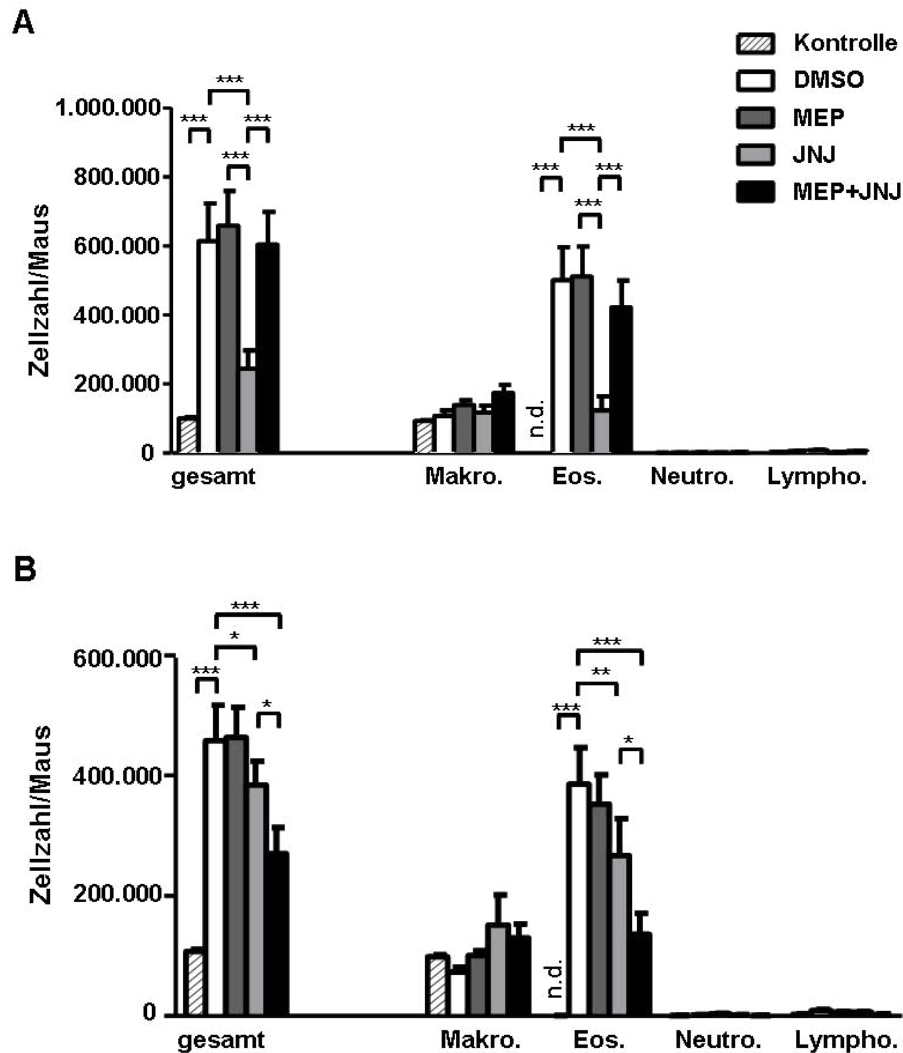 A
Kontrolle
DMSO
MEP
JNJ
MEP+JNJ
Zellzahl/Maus
1.000.000
800.000
600.000
400.000
200.000
0
***
***
***
***
***
***
***
***
n.d.
gesamt
Makro.
Eos.
Neutro.
Lympho.
B
Zellzahl/Maus
600.000
400.000
200.000
0
***
*
***
*
***
**
***
*
n.d.
gesamt
Makro.
Eos.
Neutro.
Lympho.